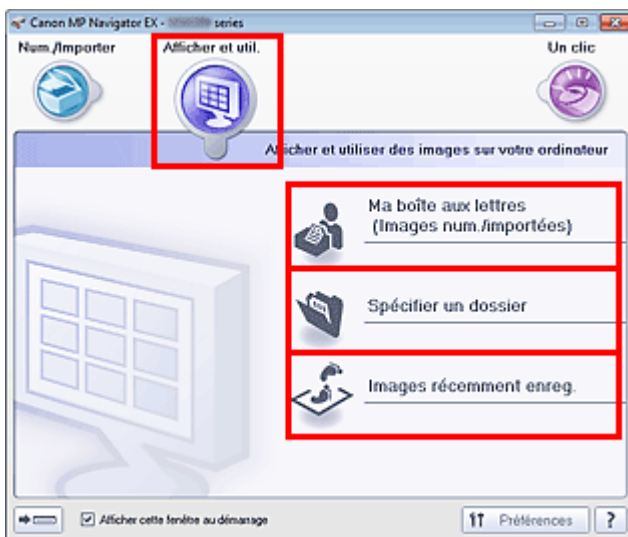 Canon MP Navigator EX - series
Num./Importer
Afficher et util.
Un clic
Afficher et utiliser des images sur votre ordinateur
Ma boîte aux lettres
(Images num./importées)
Spécifier un dossier
Images récemment enreg.
Afficher cette fenêtre au démarrage
Préférences
?